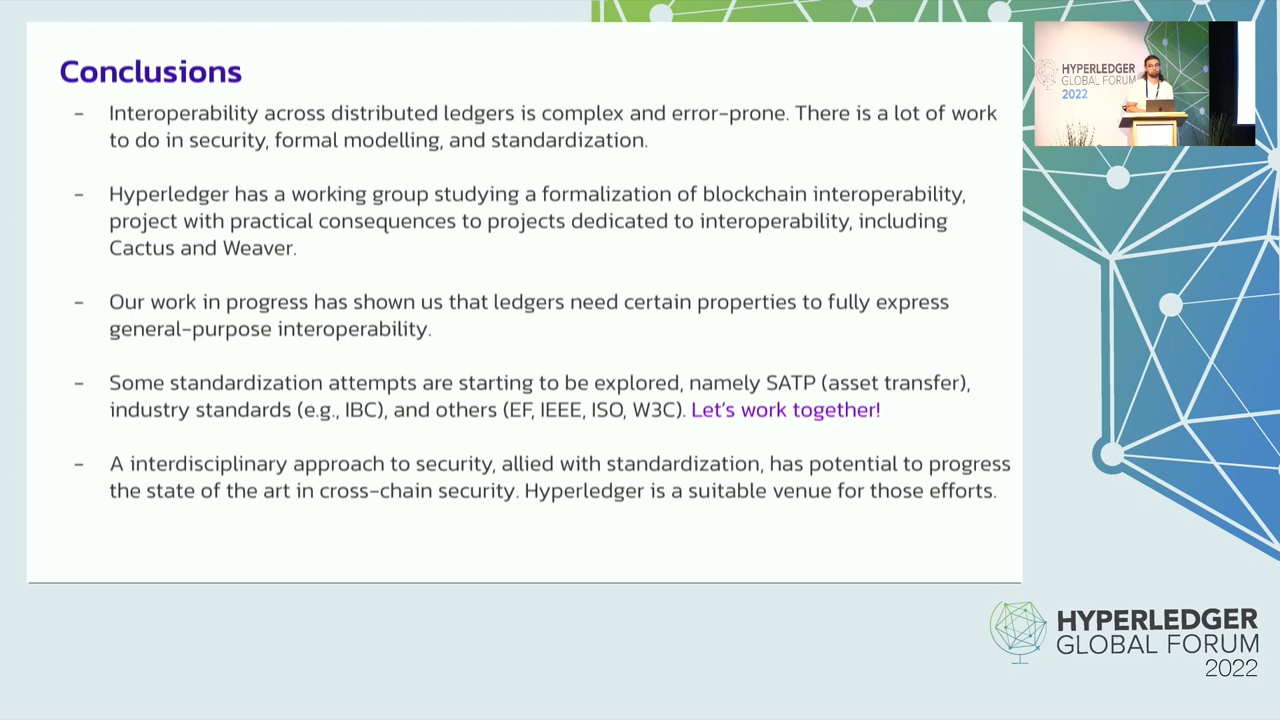 Conclusions
- Interoperability across distributed ledgers is complex and error-prone. There is a lot of work
to do in security, formal modelling, and standardization.
- Hyperledger has a working group studying a formalization of blockchain interoperability,
project with practical consequences to projects dedicated to interoperability, including
Cactus and Weaver.
- Our work in progress has shown us that ledgers need certain properties to fully express
general-purpose interoperability.
- Some standardization attempts are starting to be explored, namely SATP (asset transfer),
industry standards (e.g., IBC), and others (EF, IEEE, ISO, W3C). Let's work together!
- A interdisciplinary approach to security, allied with standardization, has potential to progress
the state of the art in cross-chain security. Hyperledger is a suitable venue for those efforts.
HYPERLEDGER
GLOBAL FORUM
2022
HYPERLEDGER
GLOBAL FORUM
2022